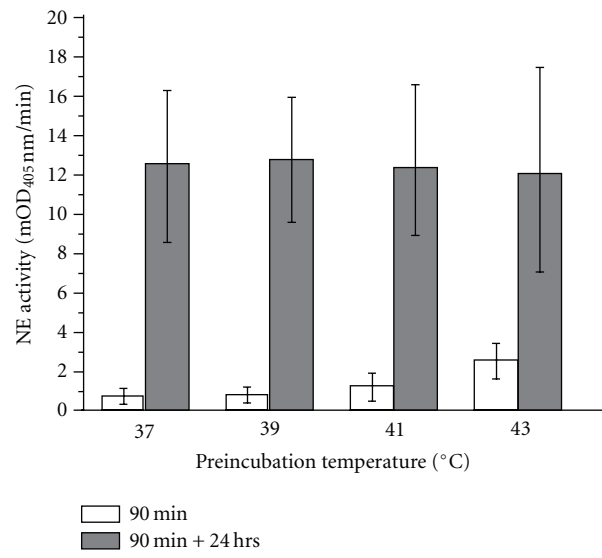 20
18
16
14
12
10
8
6
4
2
0
NE activity (mOD405 nm/min)
37 39 41 43
Preincubation temperature (°C)
90 min
90 min + 24 hrs